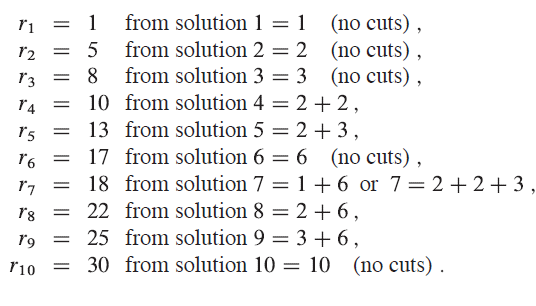 r₁ = 1 from solution 1 = 1 (no cuts) ,
r₂ = 5 from solution 2 = 2 (no cuts) ,
r₃ = 8 from solution 3 = 3 (no cuts) ,
r₄ = 10 from solution 4 = 2 + 2 ,
r₅ = 13 from solution 5 = 2 + 3 ,
r₆ = 17 from solution 6 = 6 (no cuts) ,
r₇ = 18 from solution 7 = 1 + 6 or 7 = 2 + 2 + 3 ,
r₈ = 22 from solution 8 = 2 + 6 ,
r₉ = 25 from solution 9 = 3 + 6 ,
r₁₀ = 30 from solution 10 = 10 (no cuts) .